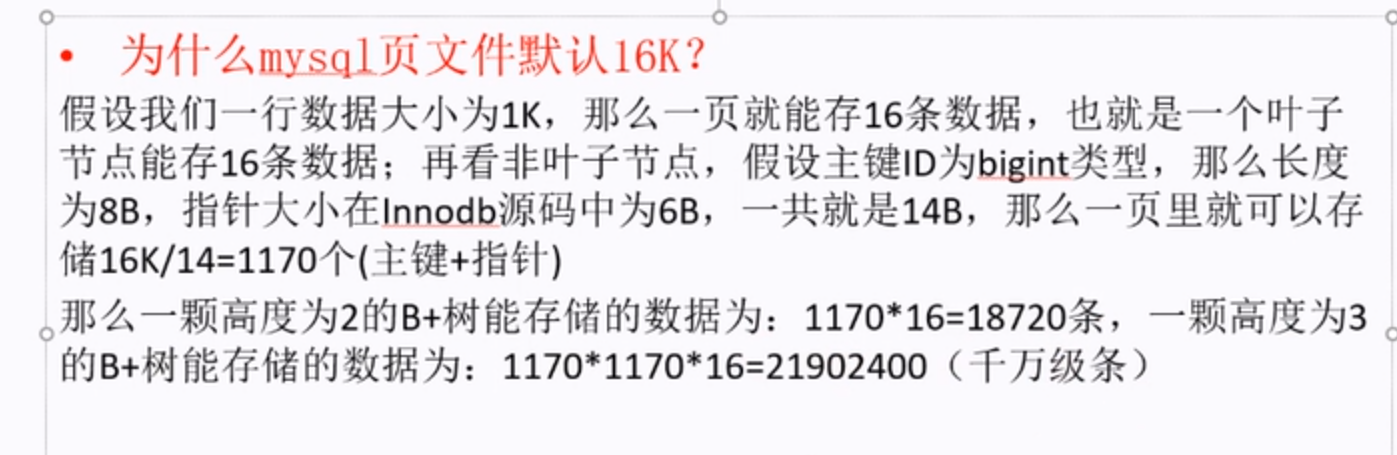 • 为什么mysql页文件默认16K？
假设我们一行数据大小为1K，那么一页就能存16条数据，也就是一个叶子
节点能存16条数据；再看非叶子节点，假设主键ID为bigint类型，那么长度
为8B，指针大小在Innodb源码中为6B，一共就是14B，那么一页里就可以存
储16K/14=1170个(主键+指针)
那么一颗高度为2的B+树能存储的数据为：1170*16=18720条，一颗高度为3
的B+树能存储的数据为：1170*1170*16=21902400（千万级条）